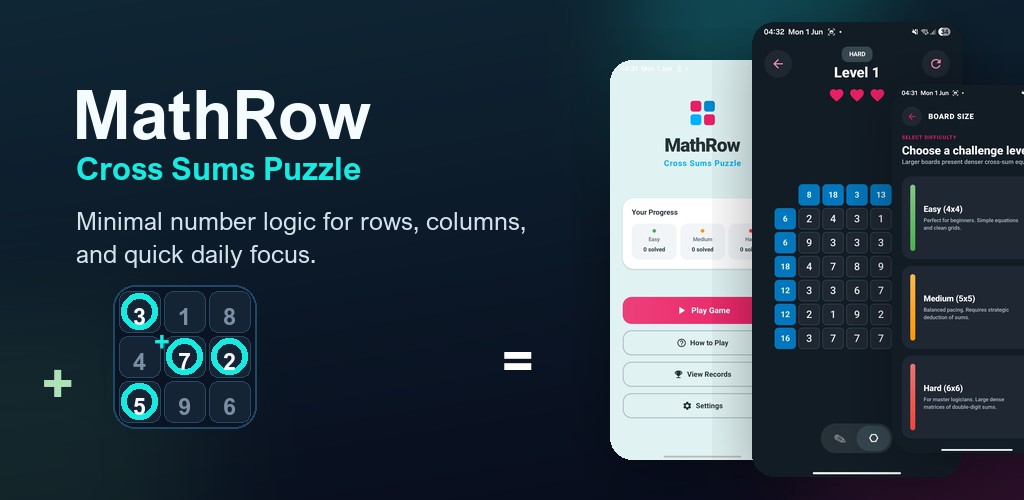 MathRow
Cross Sums Puzzle
Minimal number logic for rows, columns,
and quick daily focus.
3 1 8
+
4 7 2
5 9 6
+
=
MathRow
Cross Sums Puzzle
Your Progress
Easy Medium
0 solved 0 solved
Play Game
How to Play
View Records
Settings
04:32 Mon 1 Jun
34
HARD
Level 1
8 18 3 13
6 2 4 3 1
6 9 3 3 3
18 4 7 8 9
12 3 3 6 7
12 2 1 9 2
16 3 7 7 7
04:31 Mon 1 Jun
BOARD SIZE
SELECT DIFFICULTY
Choose a challenge leve
Larger boards present denser cross-sum equ
Easy (4x4)
Perfect for beginners. Simple equations
and clean grids.
Medium (5x5)
Balanced pacing. Requires strategic
deduction of sums.
Hard (6x6)
For master logicians. Large dense
matrices of double-digit sums.